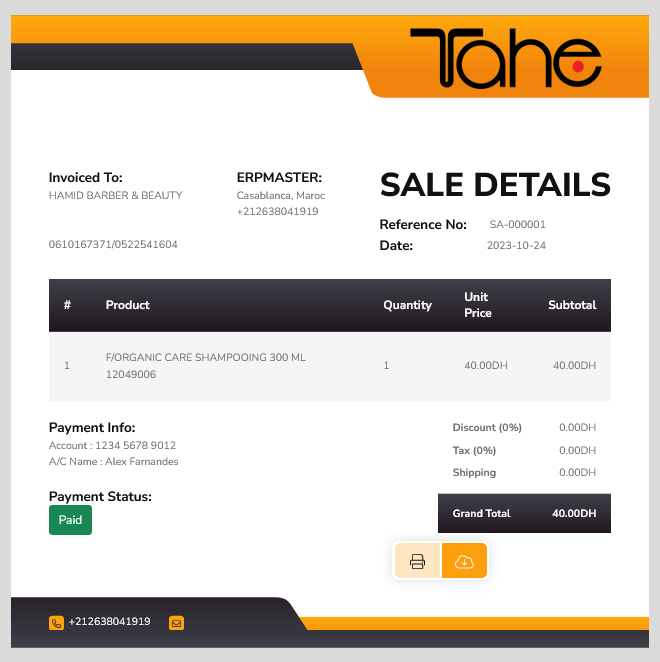 Tahe
Invoiced To:
HAMID BARBER & BEAUTY
0610167371/0522541604
ERPMASTER:
Casablanca, Maroc
+212638041919
SALE DETAILS
Reference No: SA-000001
Date: 2023-10-24
# Product Quantity Unit Price Subtotal
1 F/ORGANIC CARE SHAMPOOING 300 ML 1 40.00DH 40.00DH
12049006
Payment Info:
Account : 1234 5678 9012
A/C Name : Alex Farnandes
Payment Status:
Paid
Discount (0%) 0.00DH
Tax (0%) 0.00DH
Shipping 0.00DH
Grand Total 40.00DH
+212638041919